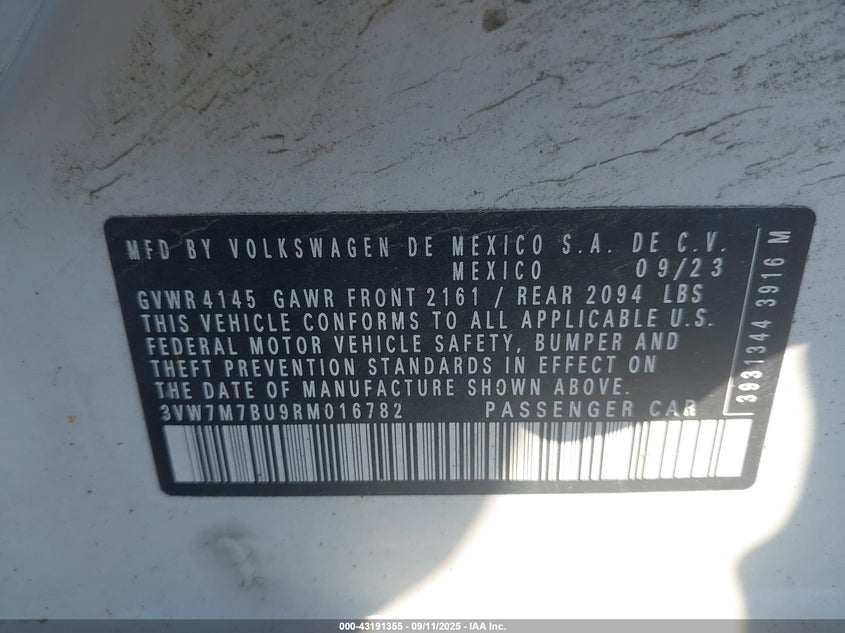 MFD BY VOLKSWAGEN DE MEXICO S.A. DE C.V.
MEXICO 09/23
GVWR 4145 GAWR FRONT 2161 / REAR 2094 LBS
THIS VEHICLE CONFORMS TO ALL APPLICABLE U.S.
FEDERAL MOTOR VEHICLE SAFETY, BUMPER AND
THEFT PREVENTION STANDARDS IN EFFECT ON
THE DATE OF MANUFACTURE SHOWN ABOVE.
3VW7M7BU9RM016782 PASSENGER CAR
3931344 3916 M
000-43191355 - 09/11/2025 - IAA Inc.